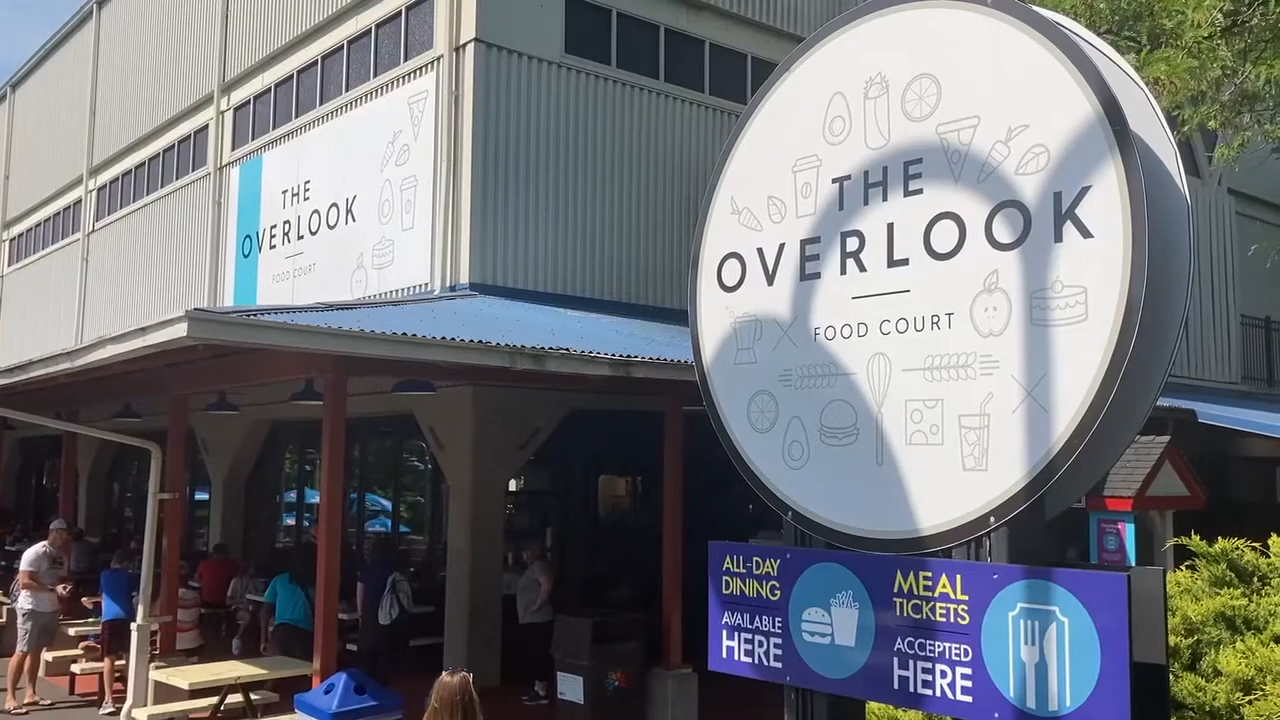 THE
OVERLOOK
FOOD COURT
THE
OVERLOOK
FOOD COURT
ALL-DAY
DINING
AVAILABLE
HERE
MEAL
TICKETS
ACCEPTED
HERE